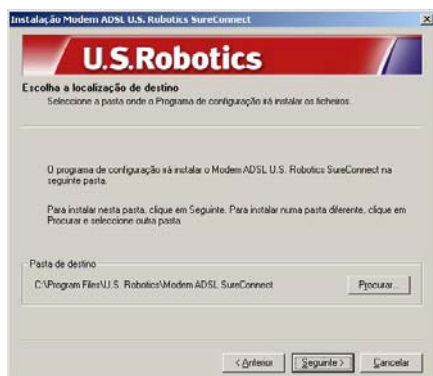 Instalação Modem ADSL U.S. Robotics SureConnect
U.S.Robotics
Escolha a localização de destino
Seleccione a pasta onde o Programa de configuração irá instalar os ficheiros.
O programa de configuração irá instalar o Modem ADSL U.S. Robotics SureConnect na
seguinte pasta.
Para instalar nesta pasta, clique em Seguinte. Para instalar numa pasta diferente, clique em
Procurar e seleccione outra pasta.
Pasta de destino
C:\Program Files\U.S. Robotics\Modem ADSL SureConnect
Procurar...
< Anterior
Seguinte >
Cancelar